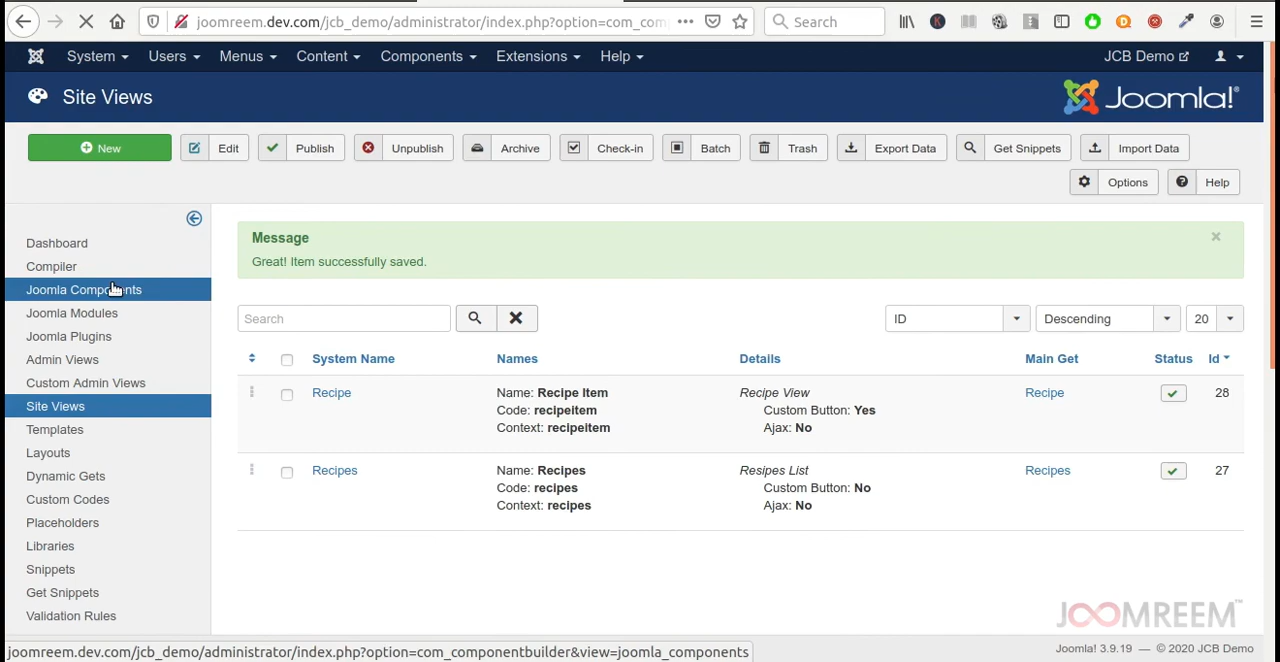 joomreem.dev.com/jcb_demo/administrator/index.php?option=com_com
Search
System Users Menus Content Components Extensions Help JCB Demo
Site Views
Joomla!®
New Edit Publish Unpublish Archive Check-in Batch Trash Export Data Get Snippets Import Data
Options Help
Dashboard
Compiler
Joomla Components
Joomla Modules
Joomla Plugins
Admin Views
Custom Admin Views
Site Views
Templates
Layouts
Dynamic Gets
Custom Codes
Placeholders
Libraries
Snippets
Get Snippets
Validation Rules
Message
Great! Item successfully saved.
Search ID Descending 20
System Name Names Details Main Get Status Id
Recipe Name: Recipe Item Recipe View Recipe 28
Code: recipeitem Custom Button: Yes
Context: recipeitem Ajax: No
Recipes Name: Recipes Resipes List Recipes 27
Code: recipes Custom Button: No
Context: recipes Ajax: No
JOOMREEM™
joomreem.dev.com/jcb_demo/administrator/index.php?option=com_componentbuilder&view=joomla_components
Joomla! 3.9.19 — © 2020 JCB Demo